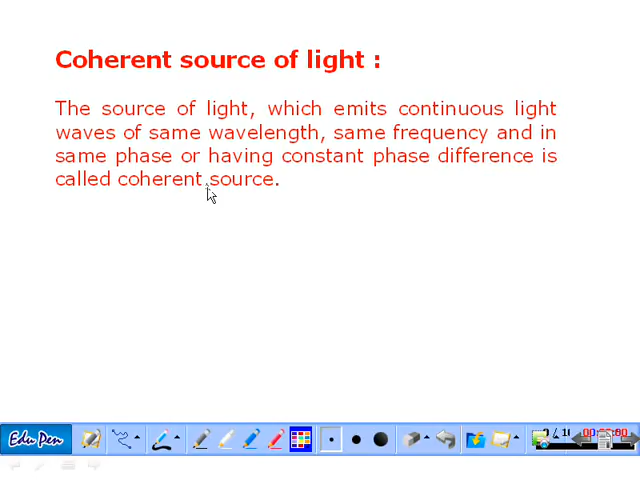 Coherent source of light :
The source of light, which emits continuous light
waves of same wavelength, same frequency and in
same phase or having constant phase difference is
called coherent source.
Edu Pen